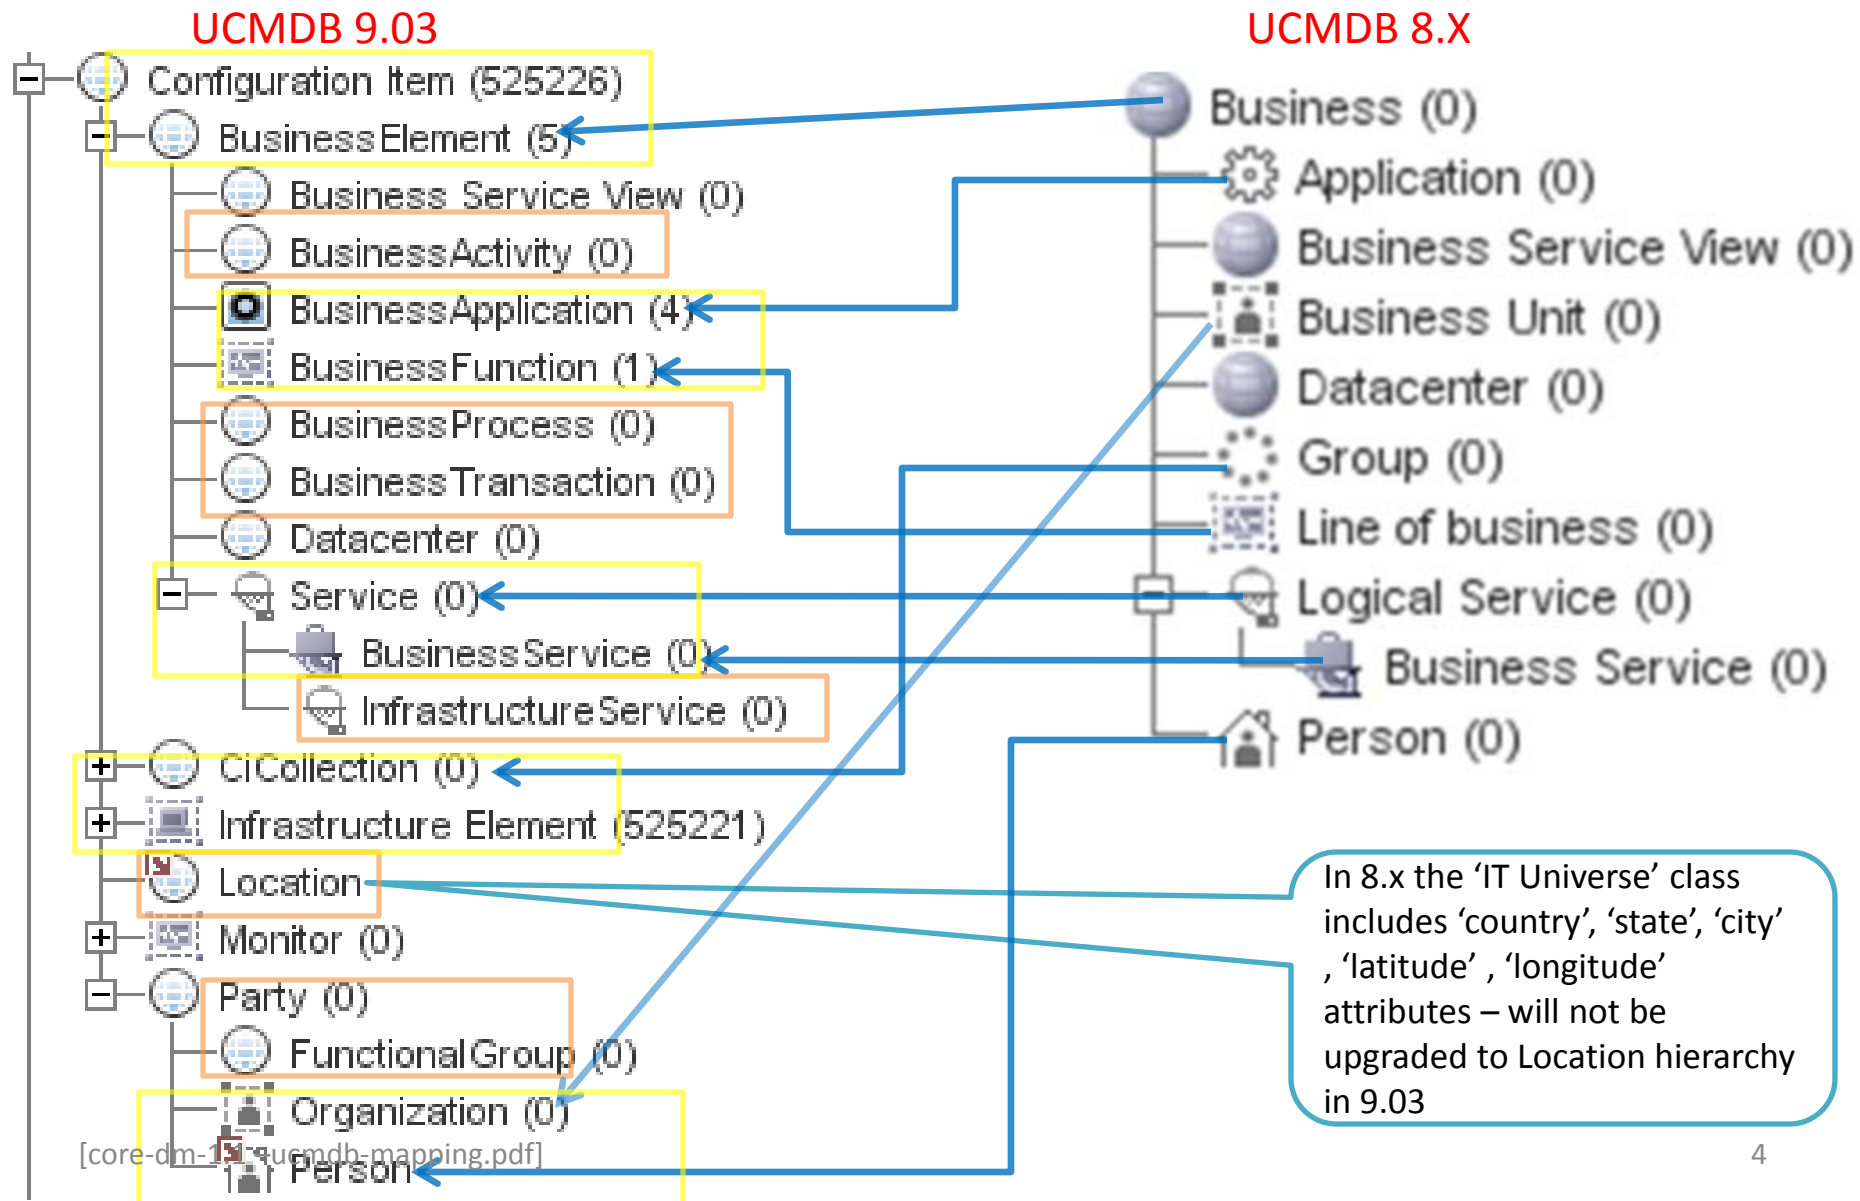 UCMDB 9.03
Configuration Item (525226)
BusinessElement (5)
Business Service View (0)
BusinessActivity (0)
BusinessApplication (4)
BusinessFunction (1)
BusinessProcess (0)
BusinessTransaction (0)
Datacenter (0)
Service (0)
BusinessService (0)
InfrastructureService (0)
CiCollection (0)
Infrastructure Element (525221)
Location
Monitor (0)
Party (0)
FunctionalGroup (0)
Organization (0)
Person
UCMDB 8.X
Business (0)
Application (0)
Business Service View (0)
Business Unit (0)
Datacenter (0)
Group (0)
Line of business (0)
Logical Service (0)
Business Service (0)
Person (0)
In 8.x the ‘IT Universe’ class
includes ‘country’, ‘state’, ‘city’
, ‘latitude’ , ‘longitude’
attributes – will not be
upgraded to Location hierarchy
in 9.03
4